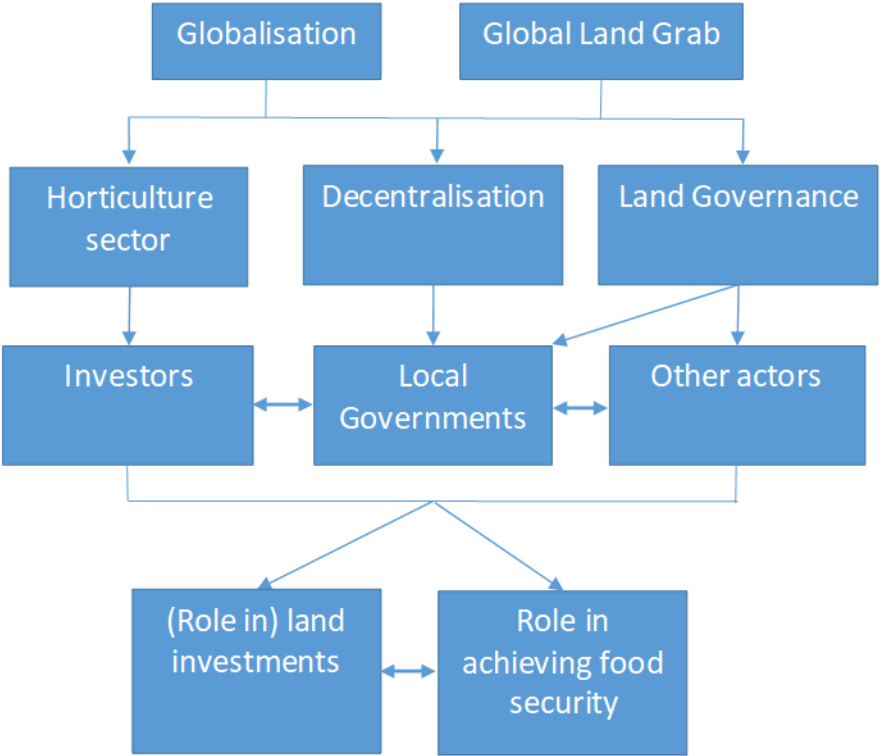 Globalisation
Global Land Grab
Horticulture
sector
Decentralisation
Land Governance
Investors
Local
Governments
Other actors
(Role in) land
investments
Role in
achieving food
security